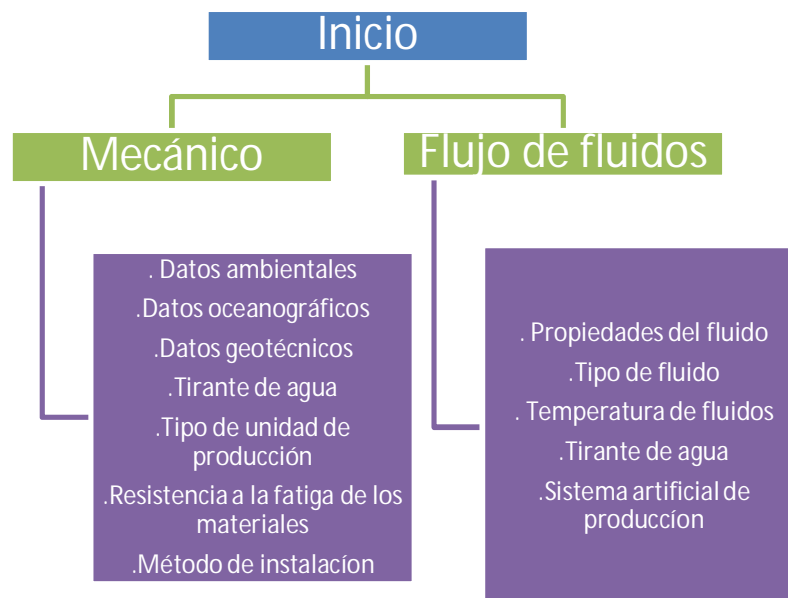 Inicio
Mecánico
Flujo de fluidos
. Datos ambientales
.Datos oceanográficos
.Datos geotécnicos
.Tirante de agua
.Tipo de unidad de
producción
.Resistencia a la fatiga de los
materiales
.Método de instalacíon
. Propiedades del fluido
.Tipo de fluido
. Temperatura de fluidos
.Tirante de agua
.Sistema artificial de
produccíon